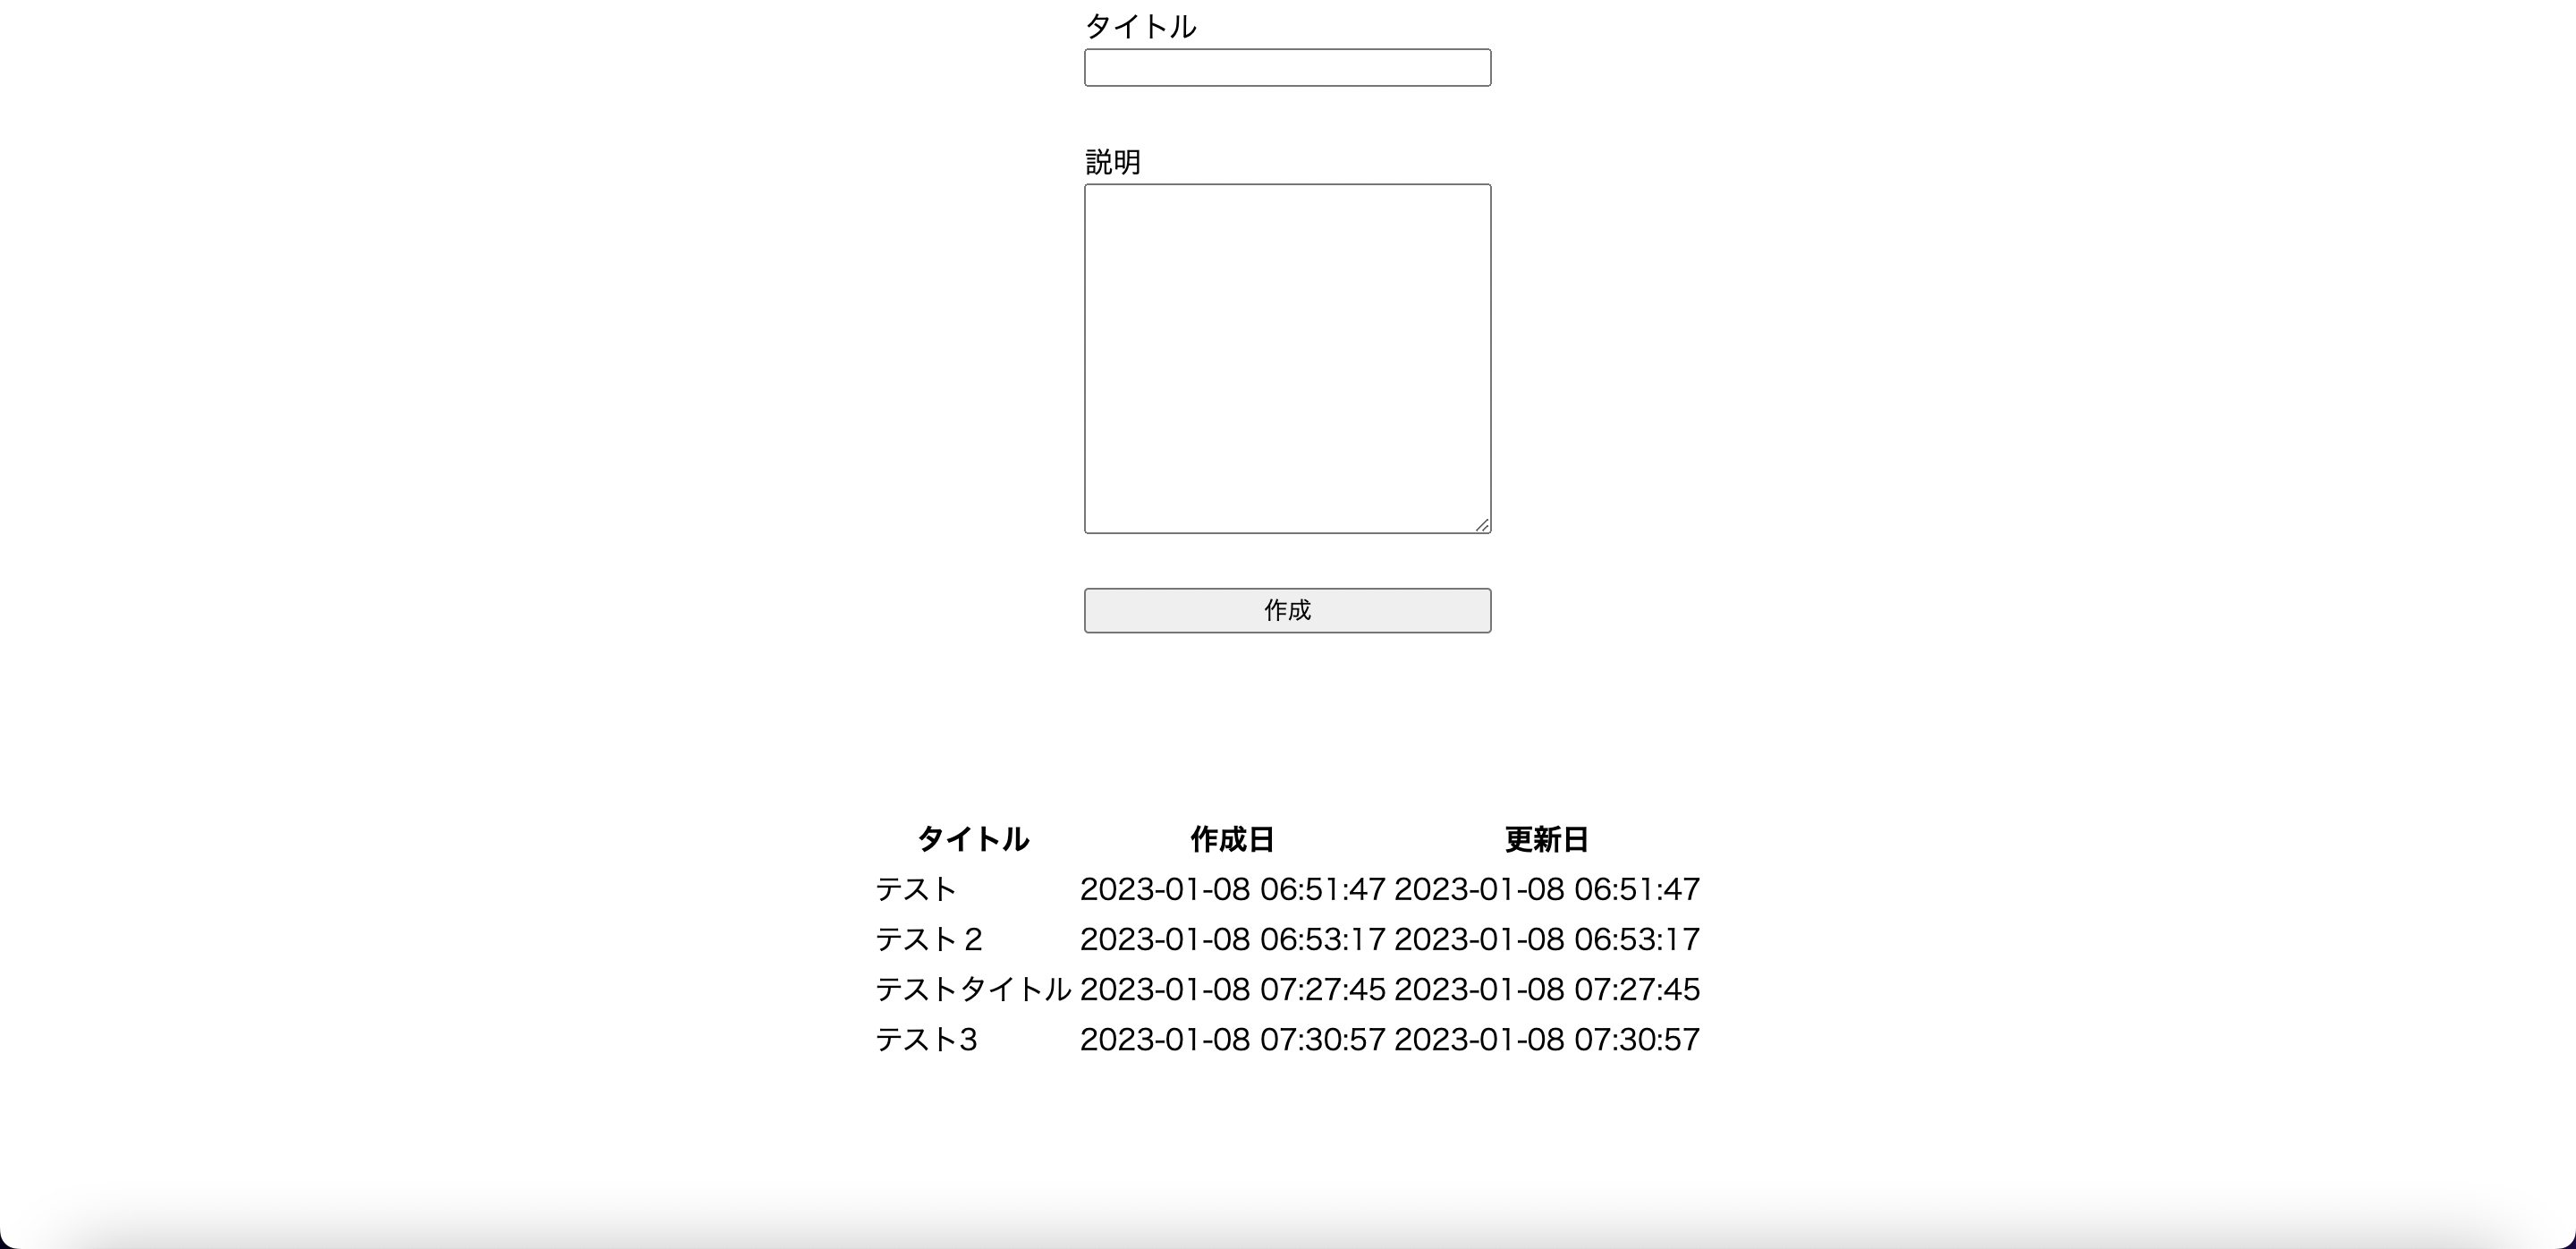 タイトル
説明
作成
タイトル 作成日 更新日
テスト 2023-01-08 06:51:47 2023-01-08 06:51:47
テスト２ 2023-01-08 06:53:17 2023-01-08 06:53:17
テストタイトル 2023-01-08 07:27:45 2023-01-08 07:27:45
テスト3 2023-01-08 07:30:57 2023-01-08 07:30:57